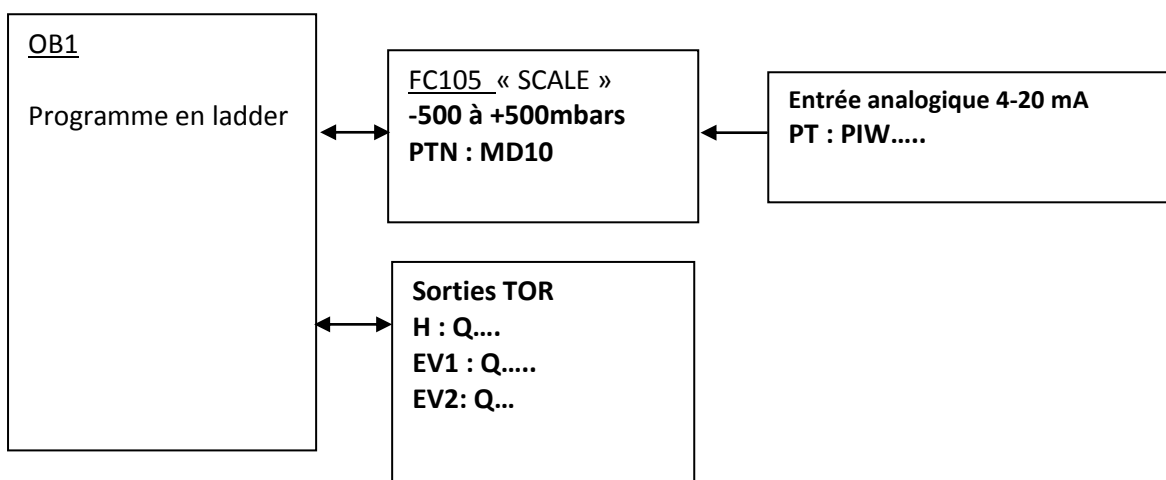 OB1
Programme en ladder
FC105 « SCALE »
-500 à +500mbars
PTN : MD10
Entrée analogique 4-20 mA
PT : PIW.....
Sorties TOR
H : Q....
EV1 : Q.....
EV2: Q...